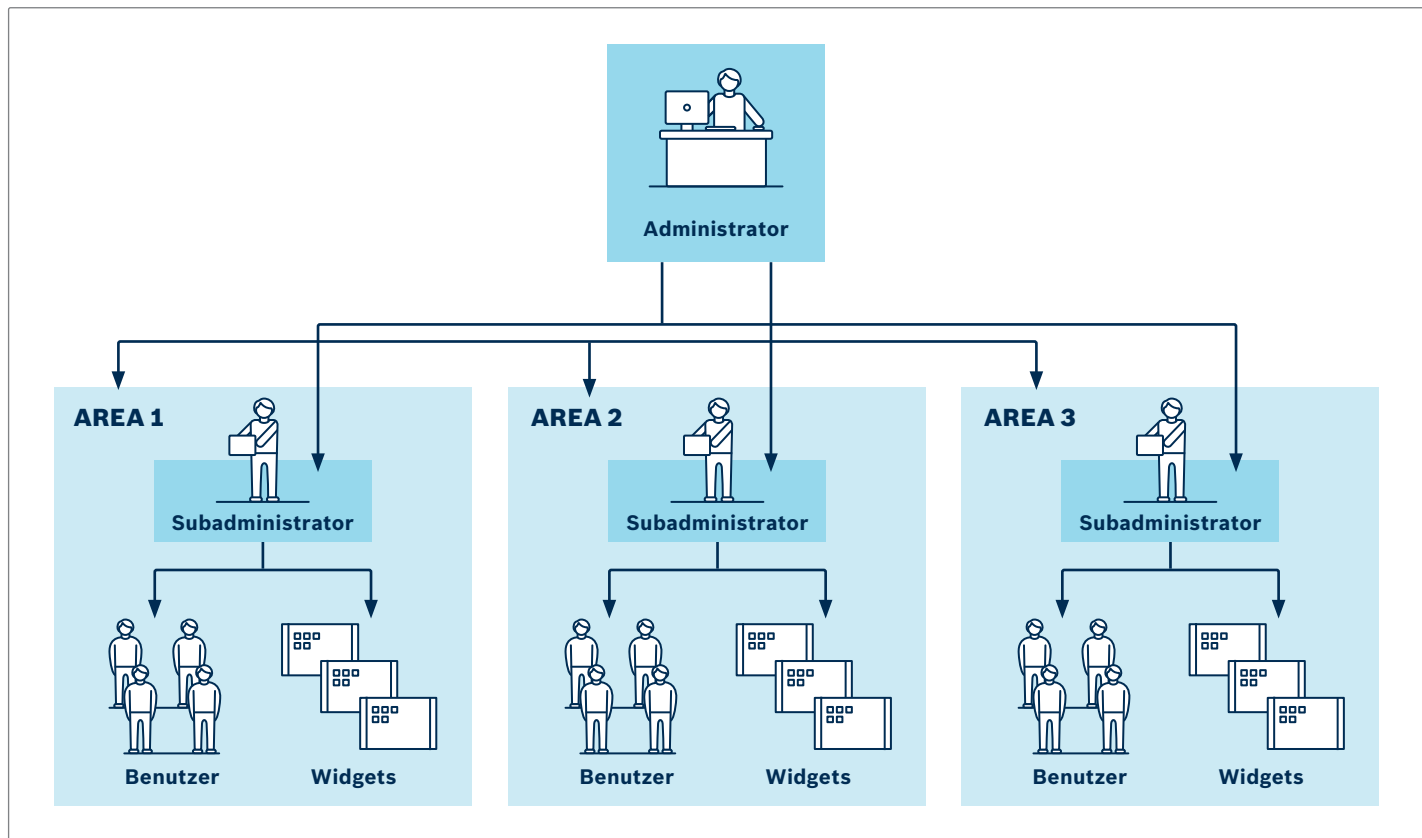 Administrator
AREA 1
Subadministrator
Benutzer
Widgets
AREA 2
Subadministrator
Benutzer
Widgets
AREA 3
Subadministrator
Benutzer
Widgets